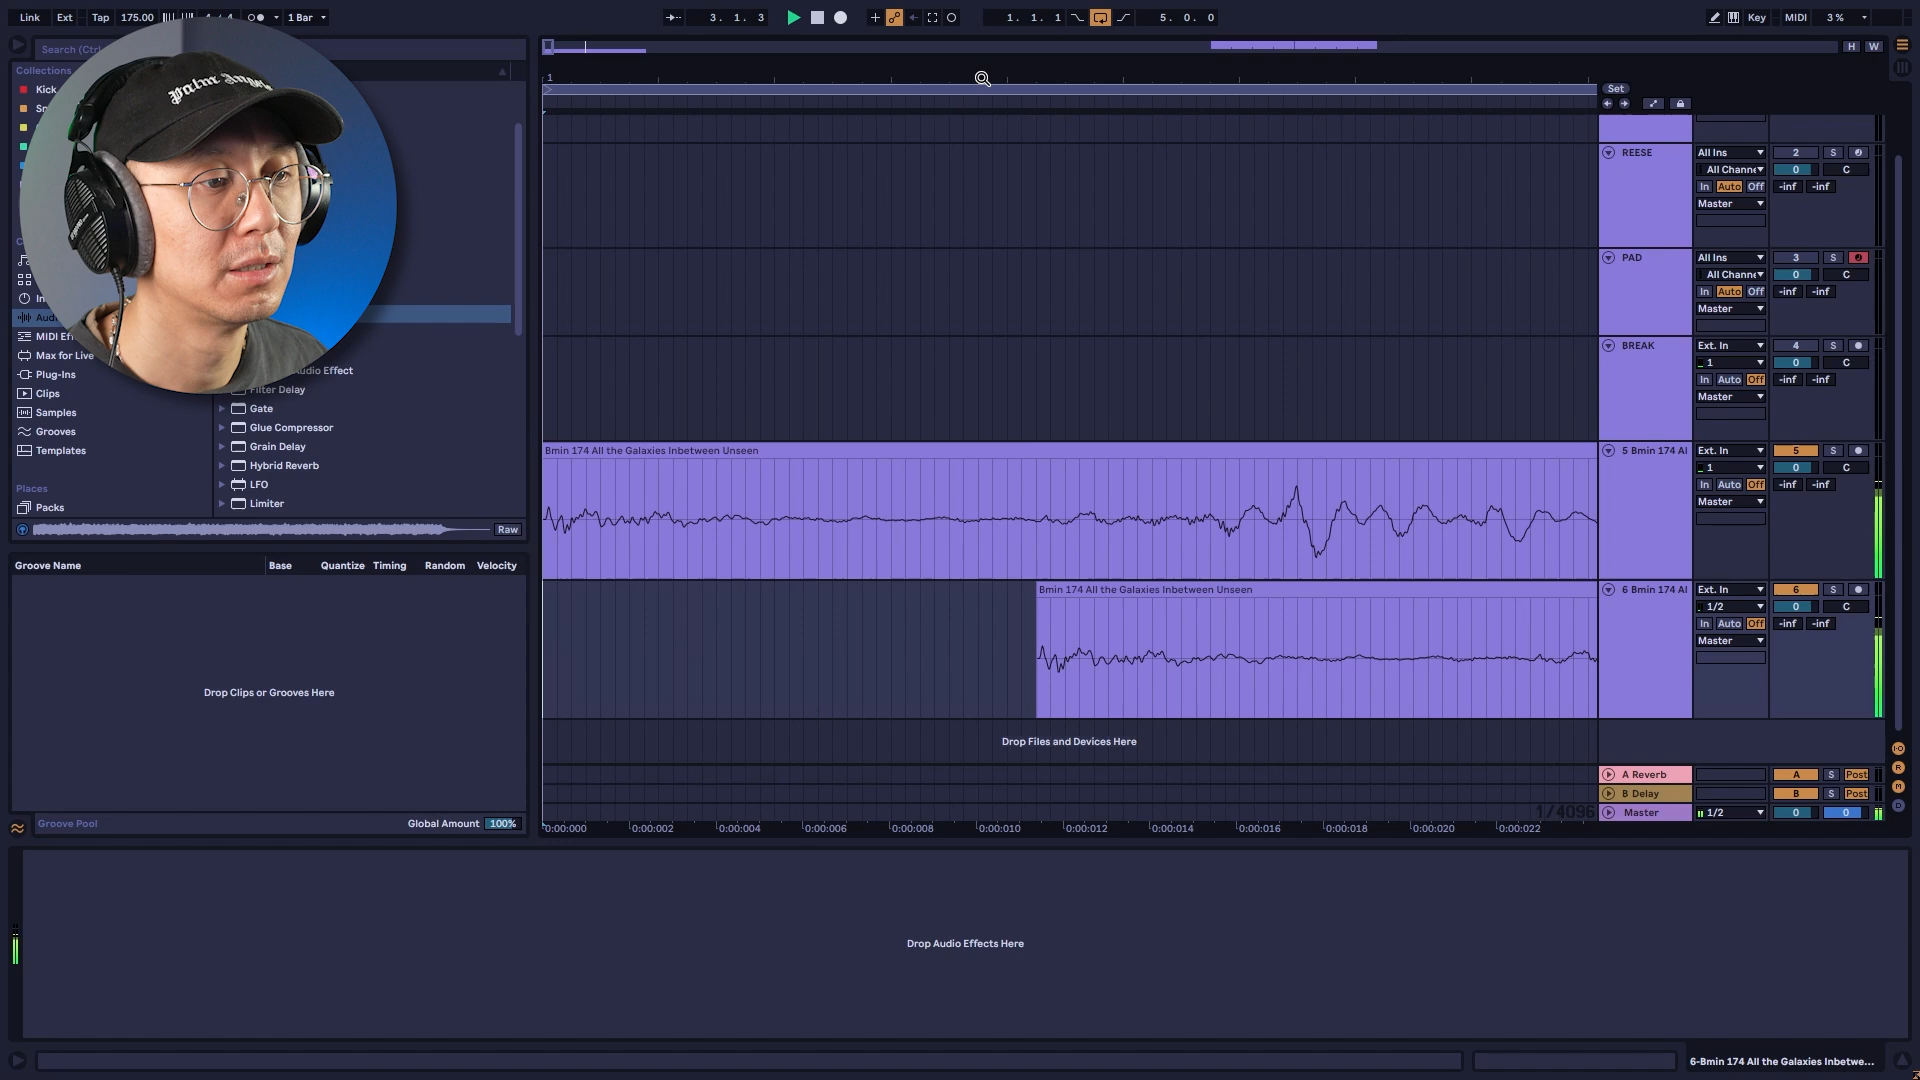 Link Ext Tap 175.00 1 Bar
3. 1. 3
1. 1. 1
5. 0. 0
Key MIDI 3 %
Search (Ctrl
H W
Collections
1
Set
Kick
Palm Angels
Audio Effect
MIDI Ef
Max for Live
Plug-Ins
Clips
Samples
Grooves
Templates
Places
Packs
Filter Delay
Gate
Glue Compressor
Grain Delay
Hybrid Reverb
LFO
Limiter
Raw
Groove Name Base Quantize Timing Random Velocity
Drop Clips or Grooves Here
Groove Pool Global Amount 100%
REESE All Ins 2 S
All Channe 0 C
In Auto Off -inf -inf
Master
PAD All Ins 3 S
All Channe 0 C
In Auto Off -inf -inf
Master
BREAK Ext. In 4 S
1 0 C
In Auto Off -inf -inf
Master
Bmin 174 All the Galaxies Inbetween Unseen
5 Bmin 174 Al Ext. In 5 S
1 0 C
In Auto Off -inf -inf
Master
Bmin 174 All the Galaxies Inbetween Unseen
6 Bmin 174 Al Ext. In 6 S
1/2 0 C
In Auto Off -inf -inf
Master
Drop Files and Devices Here
A Reverb A S Post
B Delay B S Post
1/4096
Master 1/2 0 0
0:00:000 0:00:002 0:00:004 0:00:006 0:00:008 0:00:010 0:00:012 0:00:014 0:00:016 0:00:018 0:00:020 0:00:022
Drop Audio Effects Here
6-Bmin 174 All the Galaxies Inbetwe...